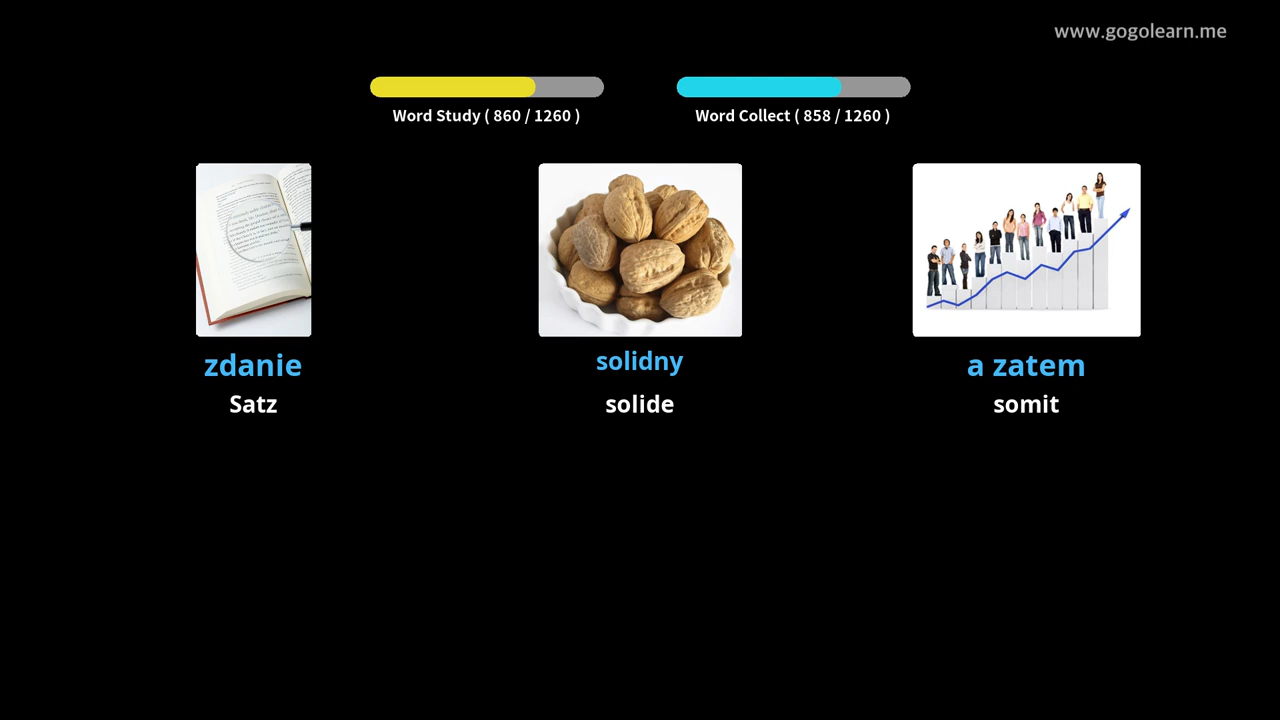 www.gogolearn.me
Word Study ( 860 / 1260 )
Word Collect ( 858 / 1260 )
zdanie
Satz
solidny
solide
a zatem
somit